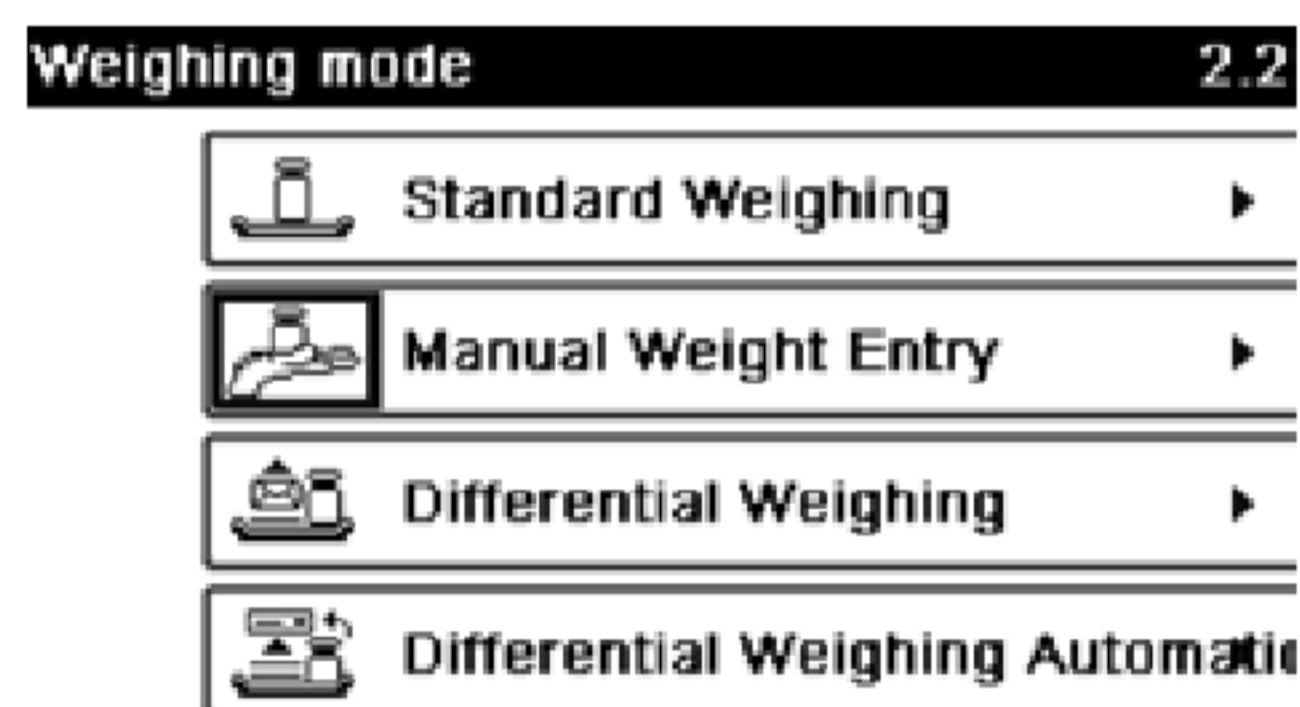 Weighing mode 2.2
Standard Weighing
Manual Weight Entry
Differential Weighing
Differential Weighing